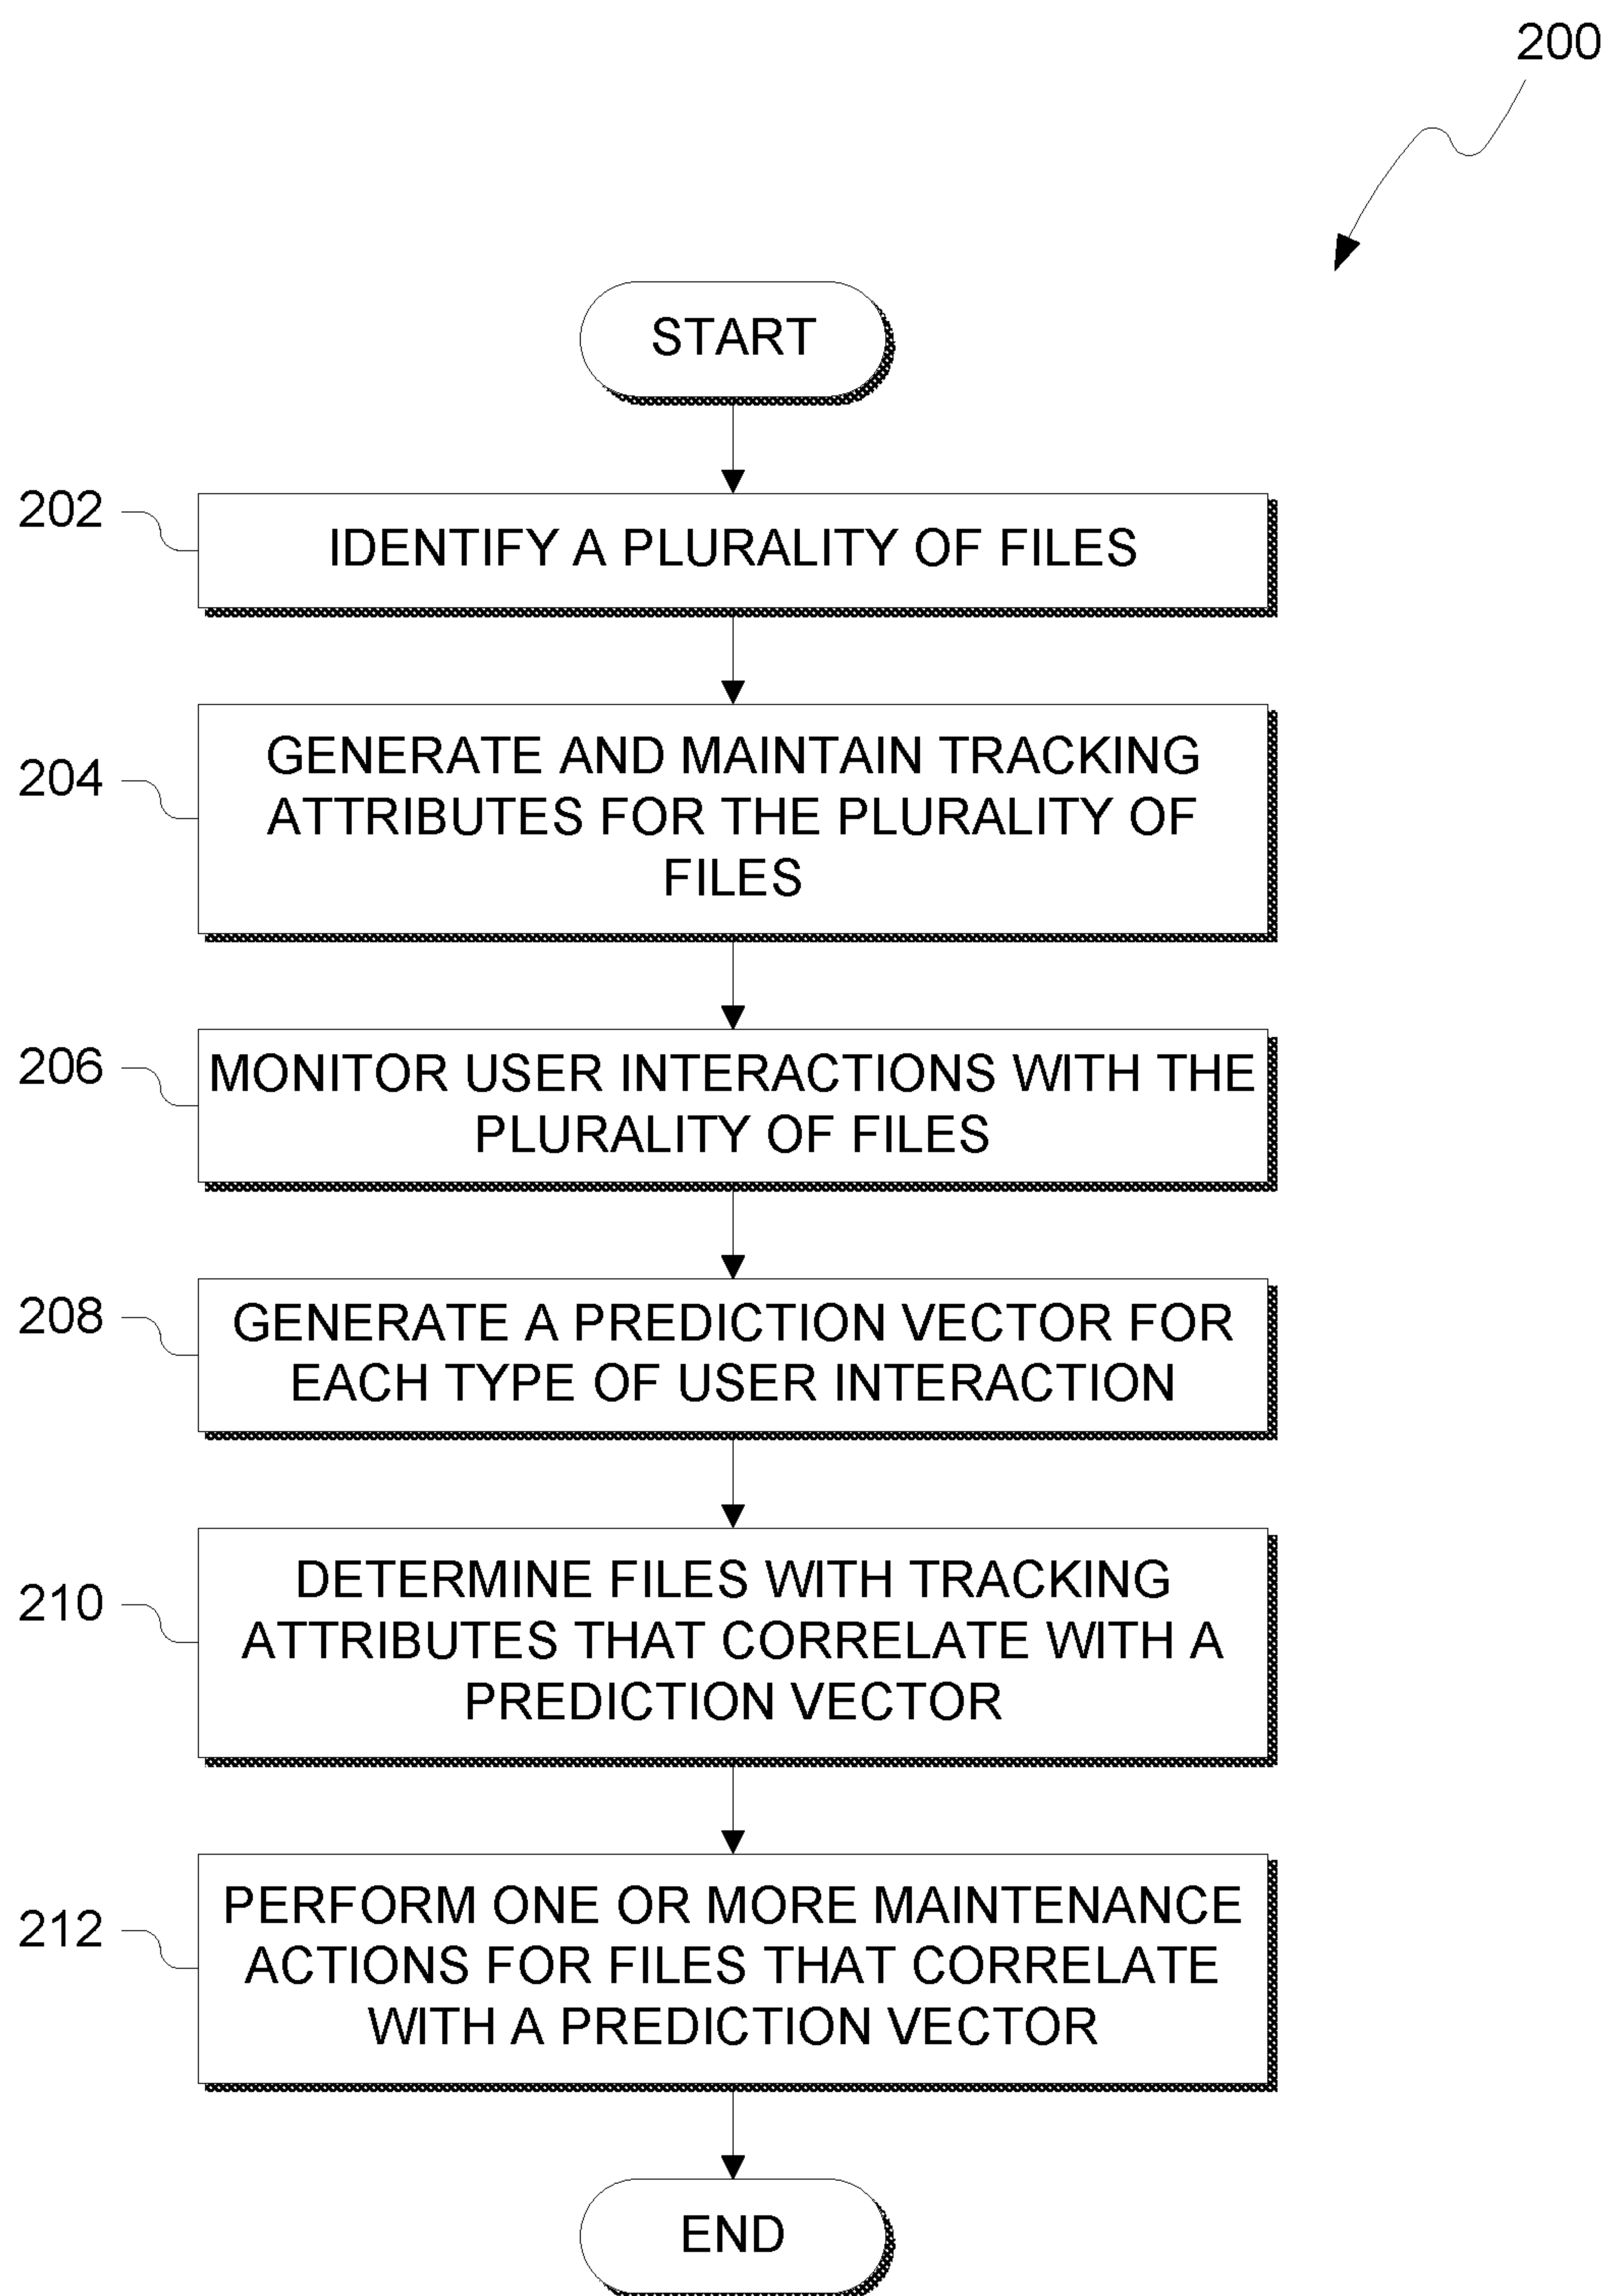 200
START
202
IDENTIFY A PLURALITY OF FILES
204
GENERATE AND MAINTAIN TRACKING
ATTRIBUTES FOR THE PLURALITY OF
FILES
206
MONITOR USER INTERACTIONS WITH THE
PLURALITY OF FILES
208
GENERATE A PREDICTION VECTOR FOR
EACH TYPE OF USER INTERACTION
210
DETERMINE FILES WITH TRACKING
ATTRIBUTES THAT CORRELATE WITH A
PREDICTION VECTOR
212
PERFORM ONE OR MORE MAINTENANCE
ACTIONS FOR FILES THAT CORRELATE
WITH A PREDICTION VECTOR
END